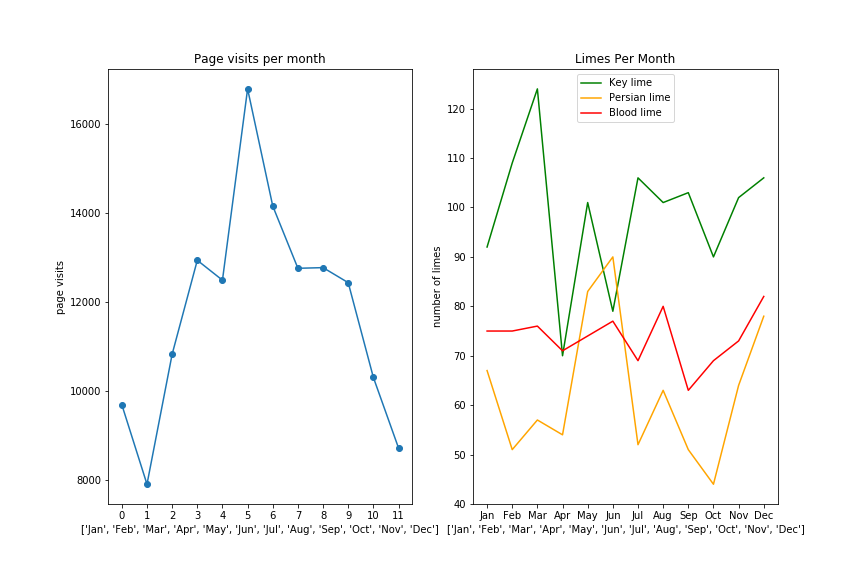 Page visits per month
page visits
16000
14000
12000
10000
8000
0 1 2 3 4 5 6 7 8 9 10 11
['Jan', 'Feb', 'Mar', 'Apr', 'May', 'Jun', 'Jul', 'Aug', 'Sep', 'Oct', 'Nov', 'Dec']
Limes Per Month
Key lime
Persian lime
Blood lime
number of limes
120
110
100
90
80
70
60
50
40
Jan Feb Mar Apr May Jun Jul Aug Sep Oct Nov Dec
['Jan', 'Feb', 'Mar', 'Apr', 'May', 'Jun', 'Jul', 'Aug', 'Sep', 'Oct', 'Nov', 'Dec']